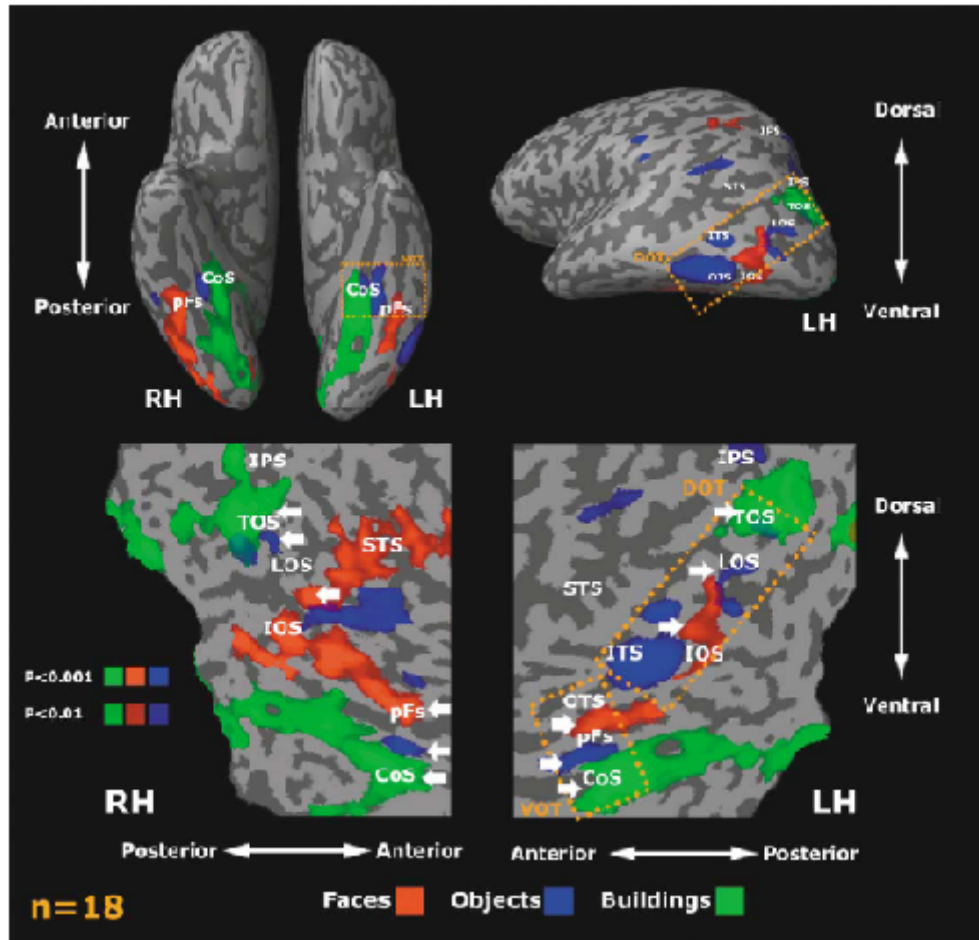 Anterior
Posterior
CoS
pFs
RH
VOT
CoS
pFs
LH
IPS
STS
IPS
TOS
LOS
ITS
DOT
OTS
IOS
LH
Dorsal
Ventral
IPS
TOS
LOS
STS
IOS
pFs
CoS
P<0.001
P<0.01
RH
Posterior
Anterior
IPS
DOT
TOS
LOS
STS
ITS
IOS
OTS
pFs
CoS
VOT
LH
Anterior
Posterior
Dorsal
Ventral
n=18
Faces
Objects
Buildings